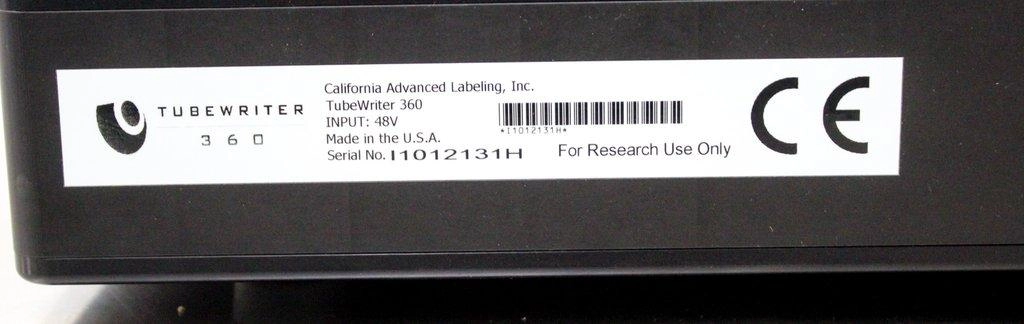 TUBEWRITER
360
California Advanced Labeling, Inc.
TubeWriter 360
INPUT: 48V
Made in the U.S.A.
Serial No. I1012131H
*I1012131H*
For Research Use Only
CE